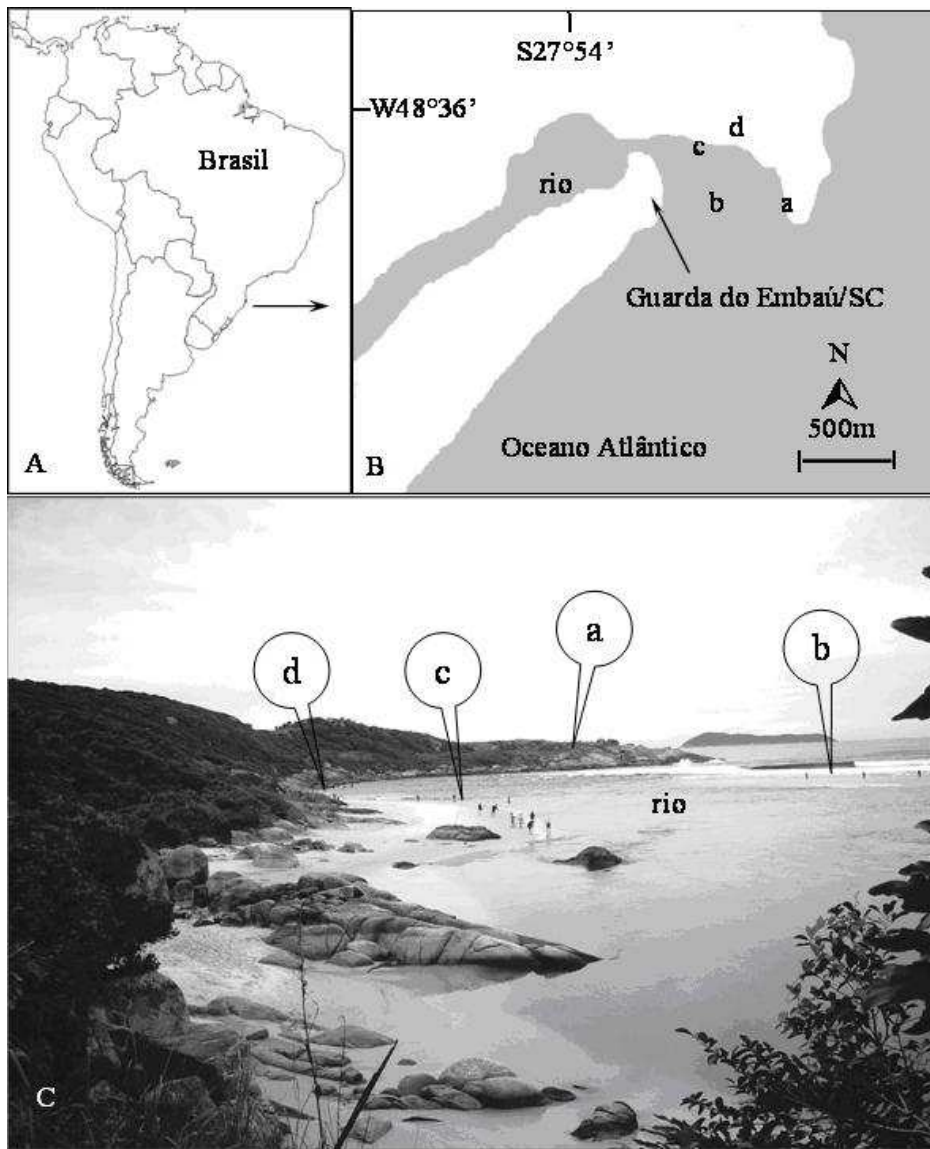 Brasil
A
S27°54’
W48°36’
d
c
rio
b
a
Guarda do Embaú/SC
N
500m
Oceano Atlântico
B
a
b
d
c
rio
C